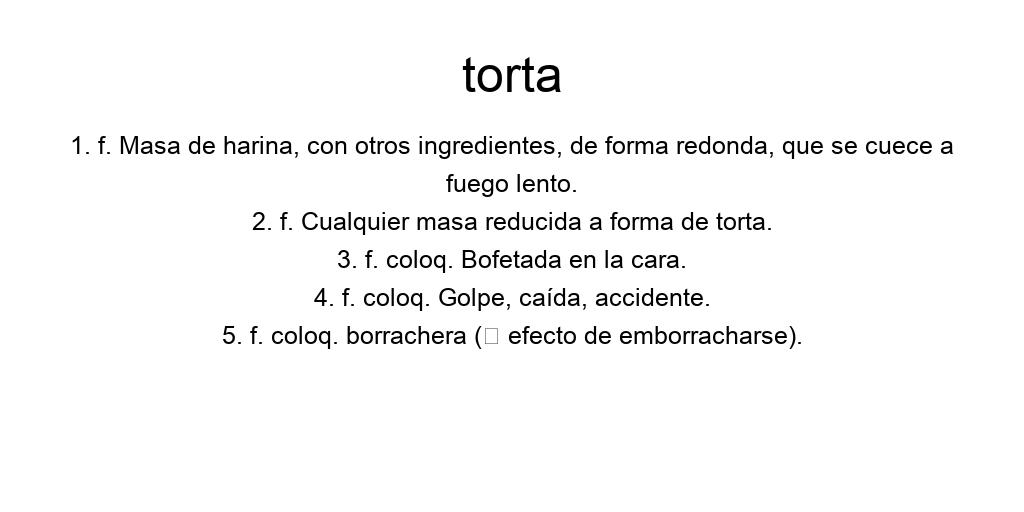 torta
1. f. Masa de harina, con otros ingredientes, de forma redonda, que se cuece a
fuego lento.
2. f. Cualquier masa reducida a forma de torta.
3. f. coloq. Bofetada en la cara.
4. f. coloq. Golpe, caída, accidente.
5. f. coloq. borrachera (□ efecto de emborracharse).